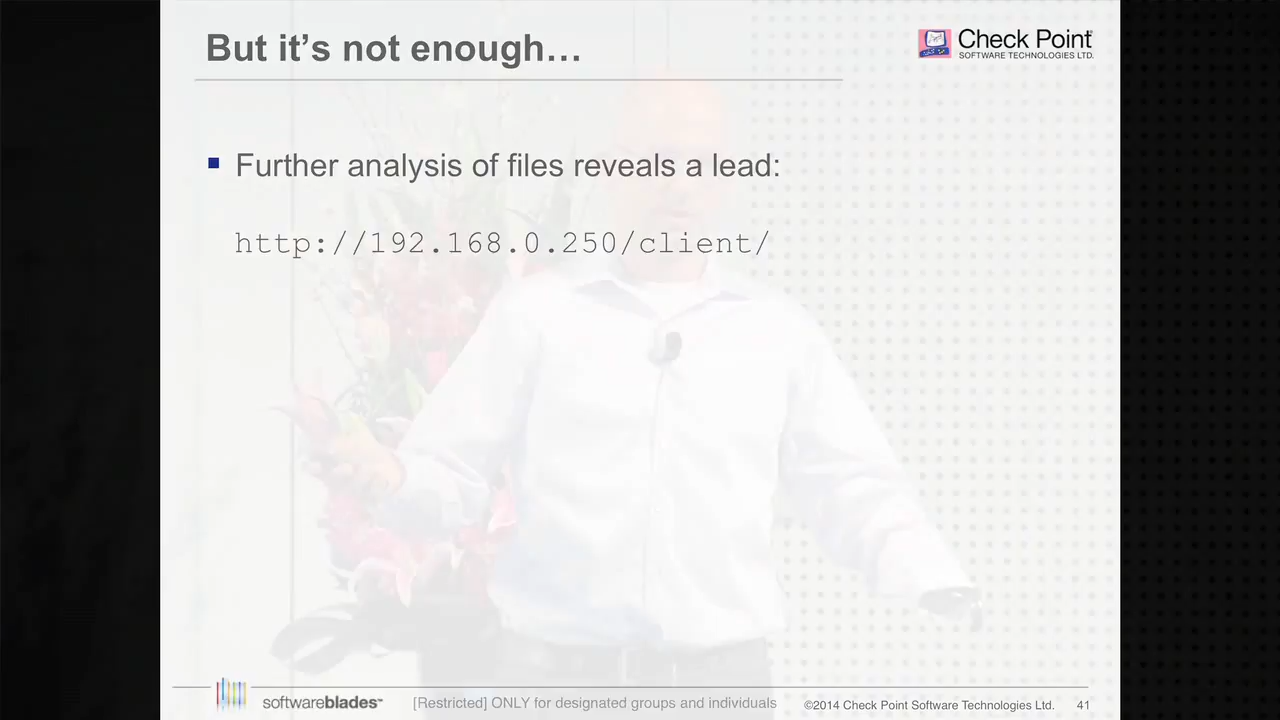 But it's not enough…
Check Point
SOFTWARE TECHNOLOGIES LTD.
Further analysis of files reveals a lead:
http://192.168.0.250/client/
softwareblades™
[Restricted] ONLY for designated groups and individuals
©2014 Check Point Software Technologies Ltd.
41